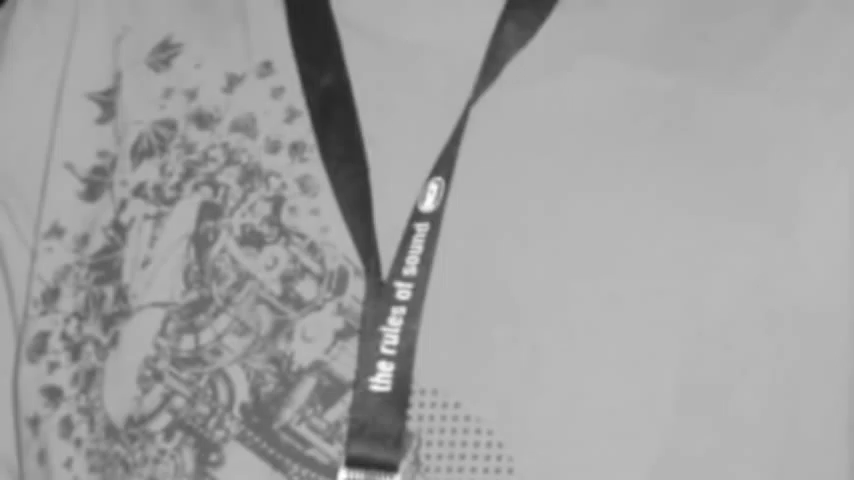 the rules of sound